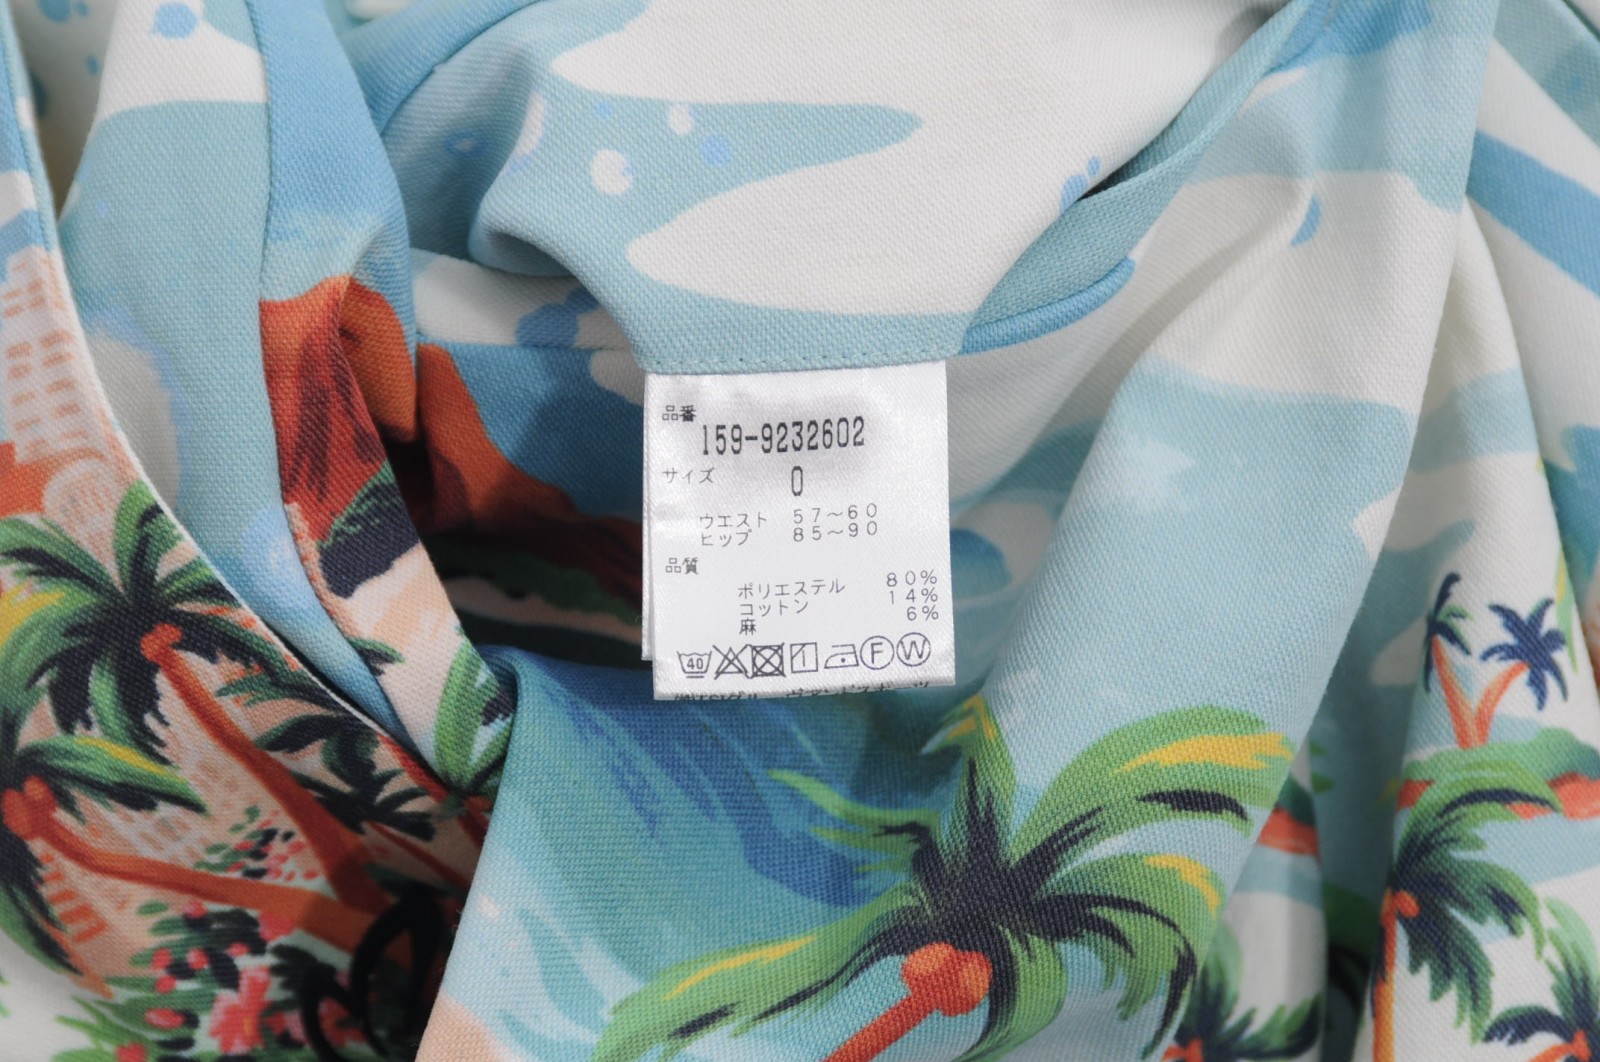 品番
159-9232602
サイズ 0
ウエスト 57～60
ヒップ 85～90
品質
ポリエステル 80%
コットン 14%
麻 6%
40 F W